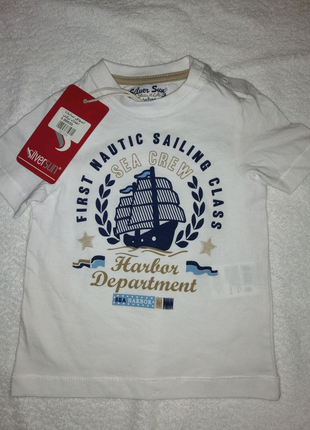 Silver Sun
silversun
FIRST NAUTIC SAILING CLASS
SEA CREW
Harbor
Department
SEA HARBOR